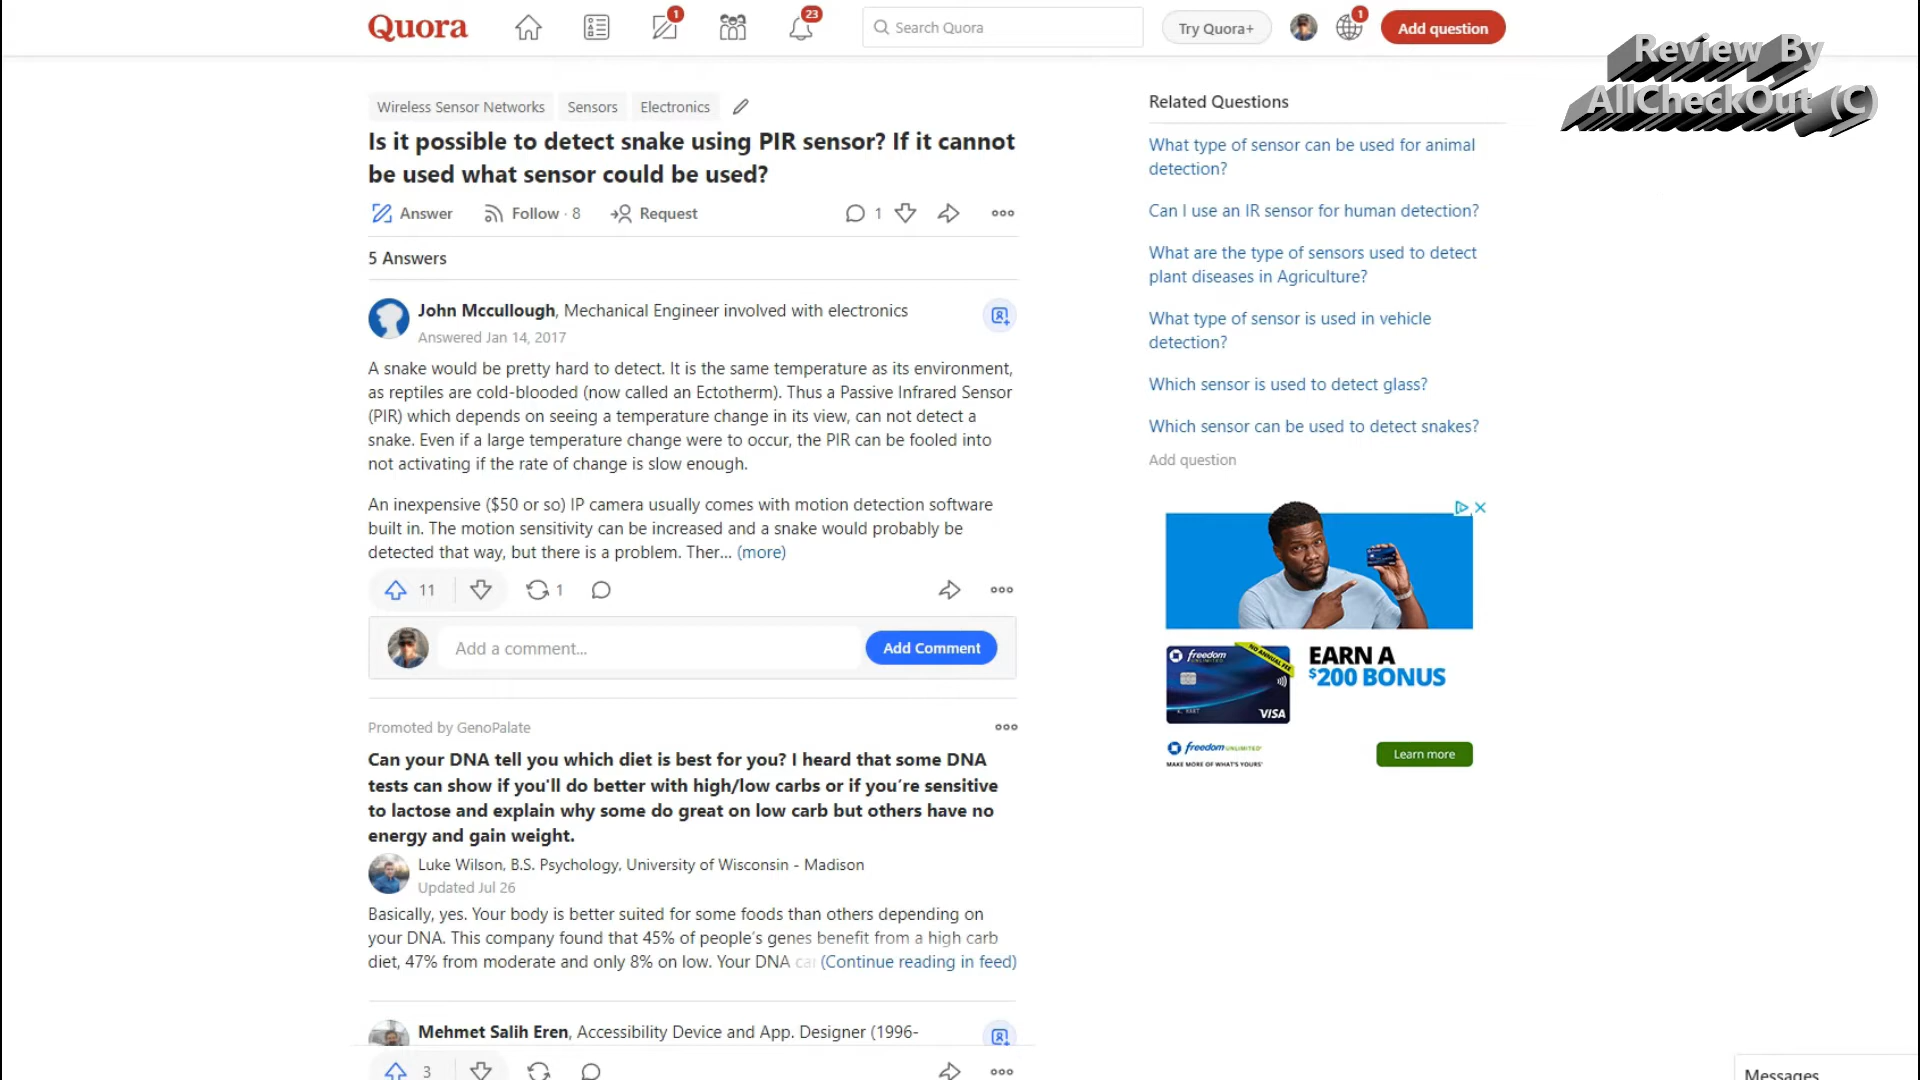 Quora
1
23
Search Quora
Try Quora+
1
Add question
Review By
AllCheckOut (C)
Wireless Sensor Networks
Sensors
Electronics
Is it possible to detect snake using PIR sensor? If it cannot
be used what sensor could be used?
Answer
Follow · 8
Request
1
5 Answers
John Mccullough, Mechanical Engineer involved with electronics
Answered Jan 14, 2017
A snake would be pretty hard to detect. It is the same temperature as its environment,
as reptiles are cold-blooded (now called an Ectotherm). Thus a Passive Infrared Sensor
(PIR) which depends on seeing a temperature change in its view, can not detect a
snake. Even if a large temperature change were to occur, the PIR can be fooled into
not activating if the rate of change is slow enough.
An inexpensive ($50 or so) IP camera usually comes with motion detection software
built in. The motion sensitivity can be increased and a snake would probably be
detected that way, but there is a problem. Ther... (more)
11
1
Add a comment...
Add Comment
Promoted by GenoPalate
Can your DNA tell you which diet is best for you? I heard that some DNA
tests can show if you'll do better with high/low carbs or if you're sensitive
to lactose and explain why some do great on low carb but others have no
energy and gain weight.
Luke Wilson, B.S. Psychology, University of Wisconsin - Madison
Updated Jul 26
Basically, yes. Your body is better suited for some foods than others depending on
your DNA. This company found that 45% of people's genes benefit from a high carb
diet, 47% from moderate and only 8% on low. Your DNA (Continue reading in feed)
Mehmet Salih Eren, Accessibility Device and App. Designer (1996-
3
Related Questions
What type of sensor can be used for animal
detection?
Can I use an IR sensor for human detection?
What are the type of sensors used to detect
plant diseases in Agriculture?
What type of sensor is used in vehicle
detection?
Which sensor is used to detect glass?
Which sensor can be used to detect snakes?
Add question
freedom
UNLIMITED
NO ANNUAL FEE
VISA
EARN A
$200 BONUS
freedom UNLIMITED
MAKE MORE OF WHAT'S YOURS
Learn more
Messages